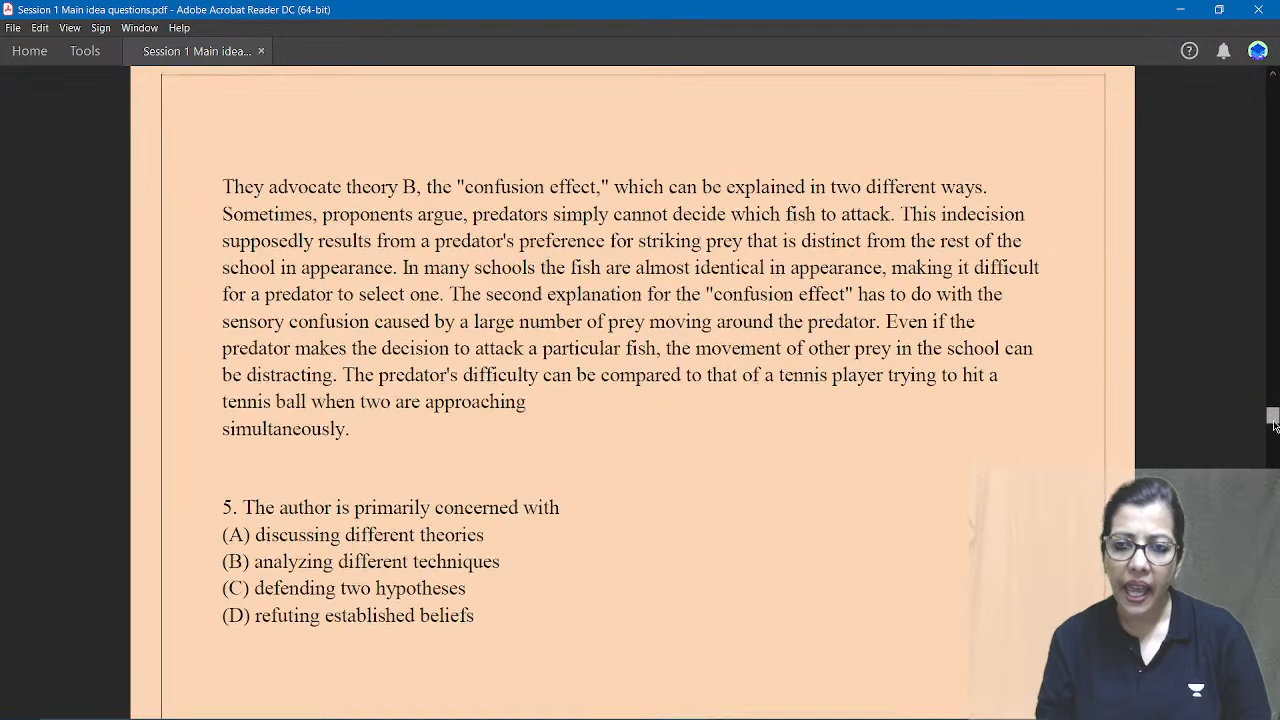 Session 1 Main idea questions.pdf - Adobe Acrobat Reader DC (64-bit)
File Edit View Sign Window Help
Home Tools Session 1 Main idea... ×
They advocate theory B, the "confusion effect," which can be explained in two different ways.
Sometimes, proponents argue, predators simply cannot decide which fish to attack. This indecision
supposedly results from a predator's preference for striking prey that is distinct from the rest of the
school in appearance. In many schools the fish are almost identical in appearance, making it difficult
for a predator to select one. The second explanation for the "confusion effect" has to do with the
sensory confusion caused by a large number of prey moving around the predator. Even if the
predator makes the decision to attack a particular fish, the movement of other prey in the school can
be distracting. The predator's difficulty can be compared to that of a tennis player trying to hit a
tennis ball when two are approaching
simultaneously.
5. The author is primarily concerned with
(A) discussing different theories
(B) analyzing different techniques
(C) defending two hypotheses
(D) refuting established beliefs